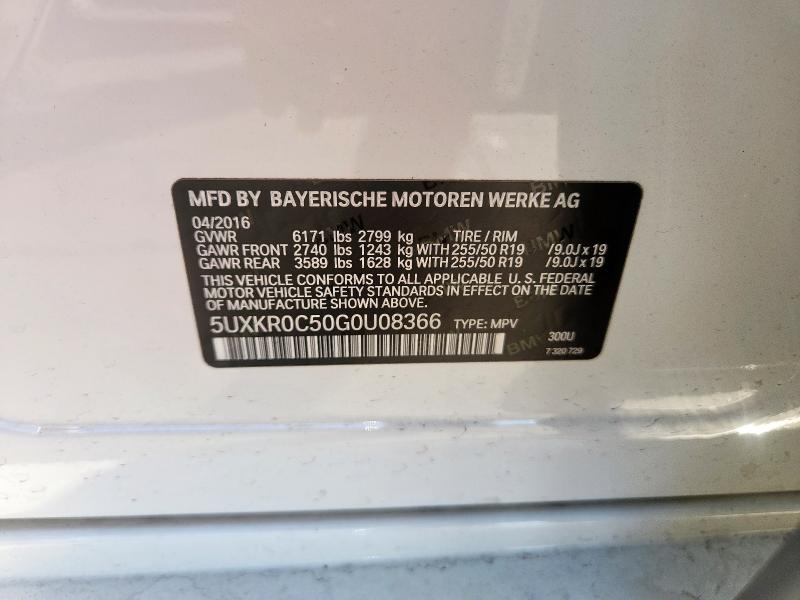 MFD BY BAYERISCHE MOTOREN WERKE AG
04/2016
GVWR 6171 lbs 2799 kg TIRE / RIM
GAWR FRONT 2740 lbs 1243 kg WITH 255/50 R19 /9.0J x 19
GAWR REAR 3589 lbs 1628 kg WITH 255/50 R19 /9.0J x 19
THIS VEHICLE CONFORMS TO ALL APPLICABLE U.S. FEDERAL
MOTOR VEHICLE SAFETY STANDARDS IN EFFECT ON THE DATE
OF MANUFACTURE SHOWN ABOVE.
5UXKR0C50G0U08366 TYPE: MPV
300U
7 320 729
BMW